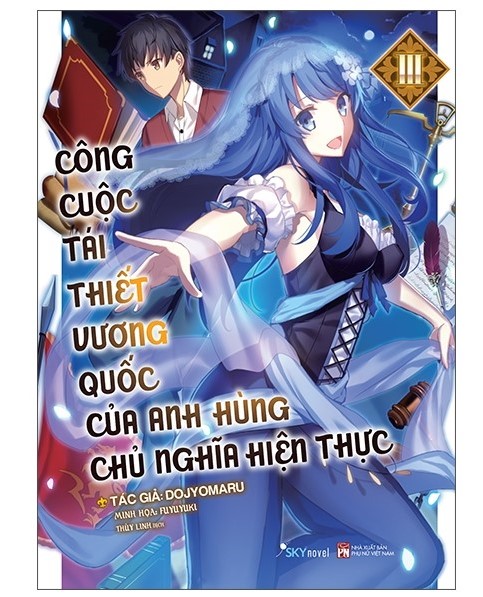 III
CÔNG
CUỘC
TÁI
THIẾT
VƯƠNG
QUỐC
CỦA ANH HÙNG
CHỦ NGHĨA HIỆN THỰC
TÁC GIẢ: DOJYOMARU
MINH HỌA: FUYUYUKI
THÙY LINH DỊCH
SKYnovel
PN
NHÀ XUẤT BẢN
PHỤ NỮ VIỆT NAM